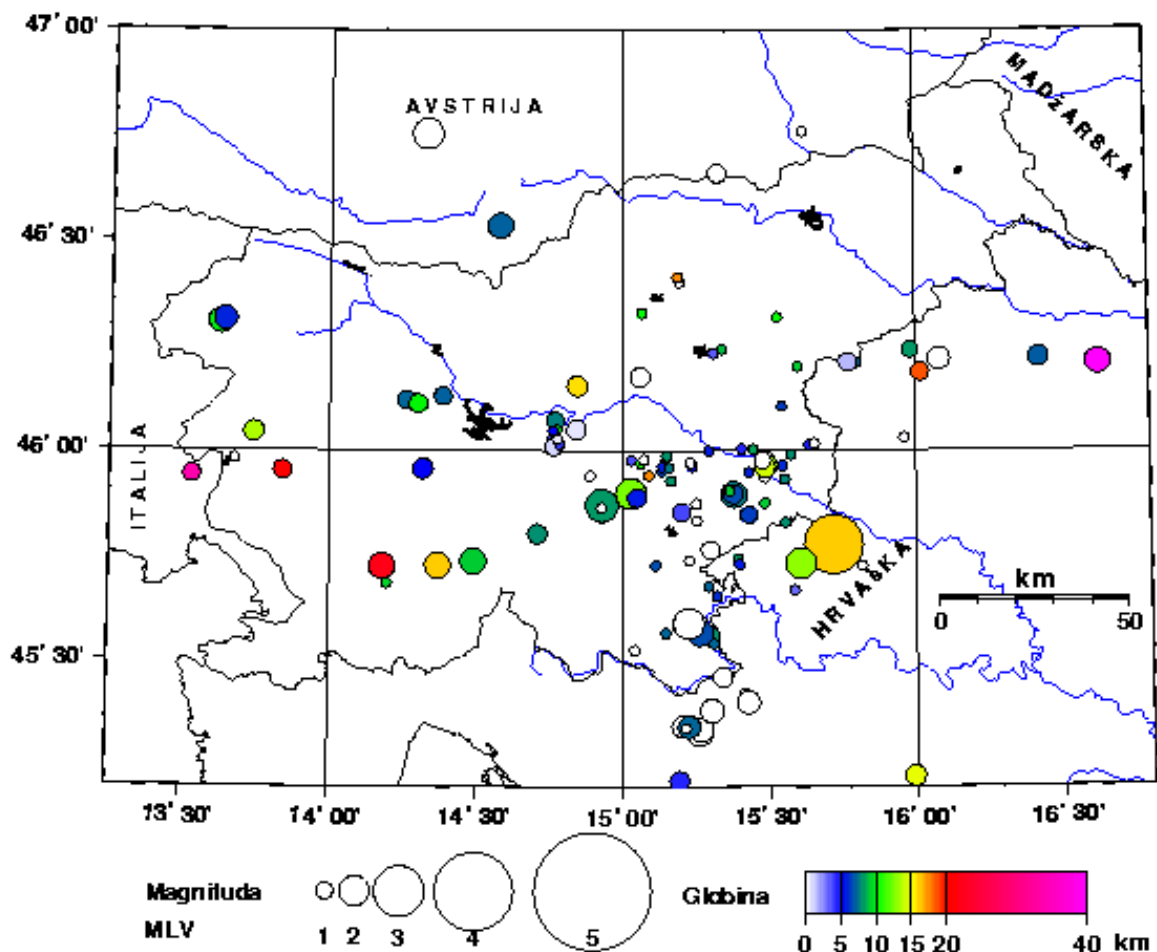 47°00'
AVSTRIJA
MADŽARSKA
46°30'
46°00'
ITALIJA
HRVAŠKA
km
0 50
45°30'
13°30' 14°00' 14°30' 15°00' 15°30' 16°00' 16°30'
Magnituda
MLV
1 2 3 4 5
Globina
0 5 10 15 20 40 km